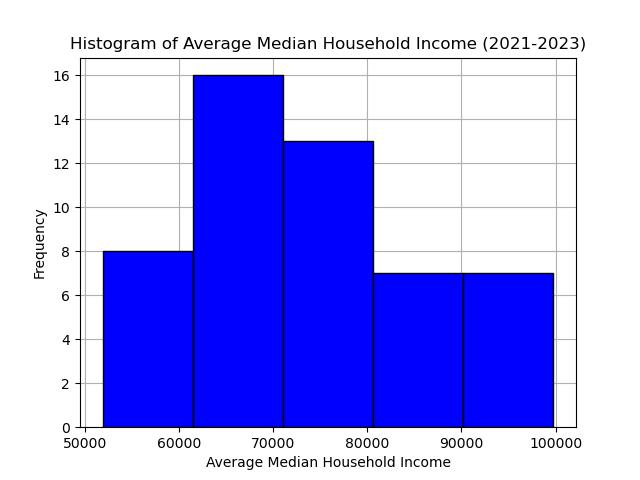 Histogram of Average Median Household Income (2021-2023)
16
14
12
10
8
6
4
2
0
Frequency
50000 60000 70000 80000 90000 100000
Average Median Household Income